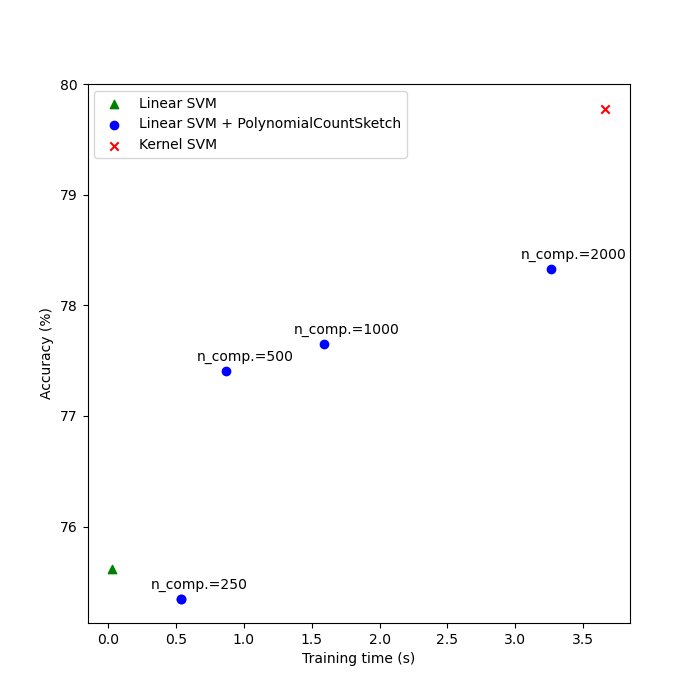 80
79
78
77
76
Accuracy (%)
Linear SVM
Linear SVM + PolynomialCountSketch
Kernel SVM
n_comp.=2000
n_comp.=1000
n_comp.=500
n_comp.=250
0.0 0.5 1.0 1.5 2.0 2.5 3.0 3.5
Training time (s)